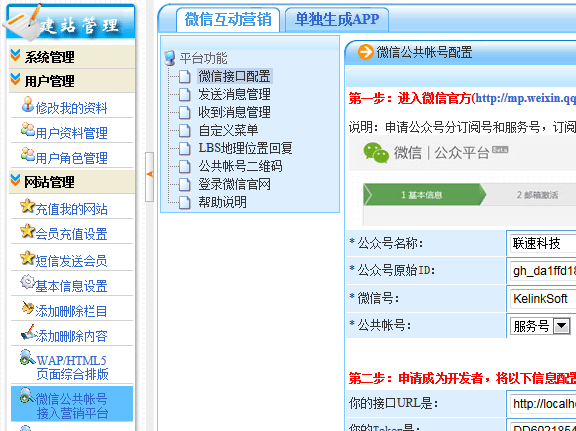 建站管理
系统管理
用户管理
修改我的资料
用户资料管理
用户角色管理
网站管理
充值我的网站
会员充值设置
短信发送会员
基本信息设置
添加删除栏目
添加删除内容
WAP/HTML5
页面综合排版
微信公共帐号
接入营销平台
微信互动营销
单独生成APP
平台功能
微信接口配置
发送消息管理
收到消息管理
自定义菜单
LBS地理位置回复
公共帐号二维码
登录微信官网
帮助说明
微信公共帐号配置
第一步：进入微信官方(http://mp.weixin.qq
说明：申请公众号分订阅号和服务号，订阅
微信 | 公众平台 Beta
1 基本信息
2 邮箱激活
* 公众号名称：
联速科技
* 公众号原始ID：
gh_da1ffd18
* 微信号：
KelinkSoft
* 公共帐号：
服务号
第二步：申请成为开发者，将以下信息配置
你的接口URL是：
http://localho
你的Token是：
DD6021854